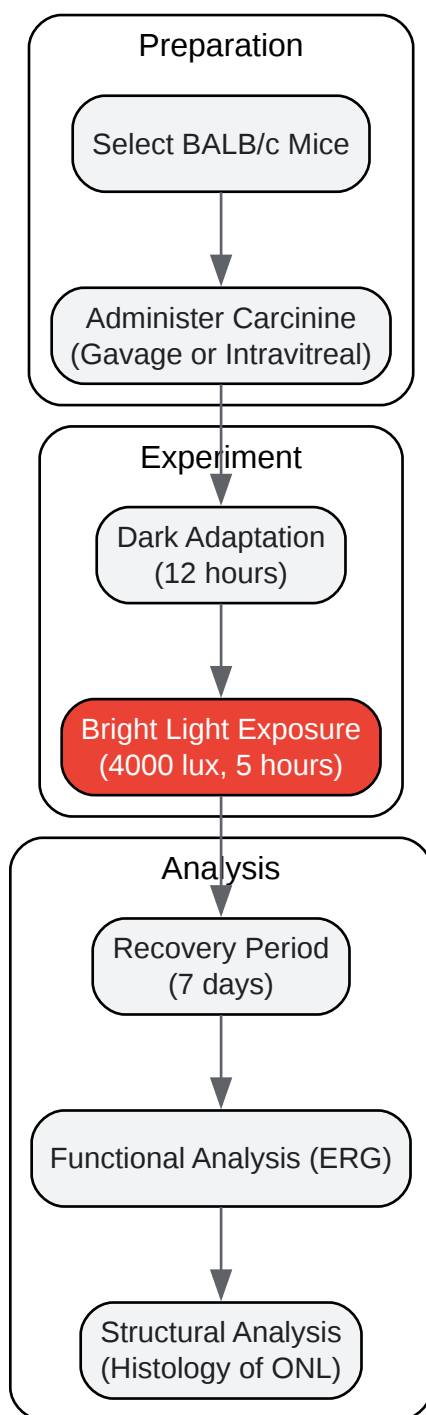 Preparation
Select BALB/c Mice
Administer Carcinine
(Gavage or Intravitreal)
Experiment
Dark Adaptation
(12 hours)
Bright Light Exposure
(4000 lux, 5 hours)
Analysis
Recovery Period
(7 days)
Functional Analysis (ERG)
Structural Analysis
(Histology of ONL)